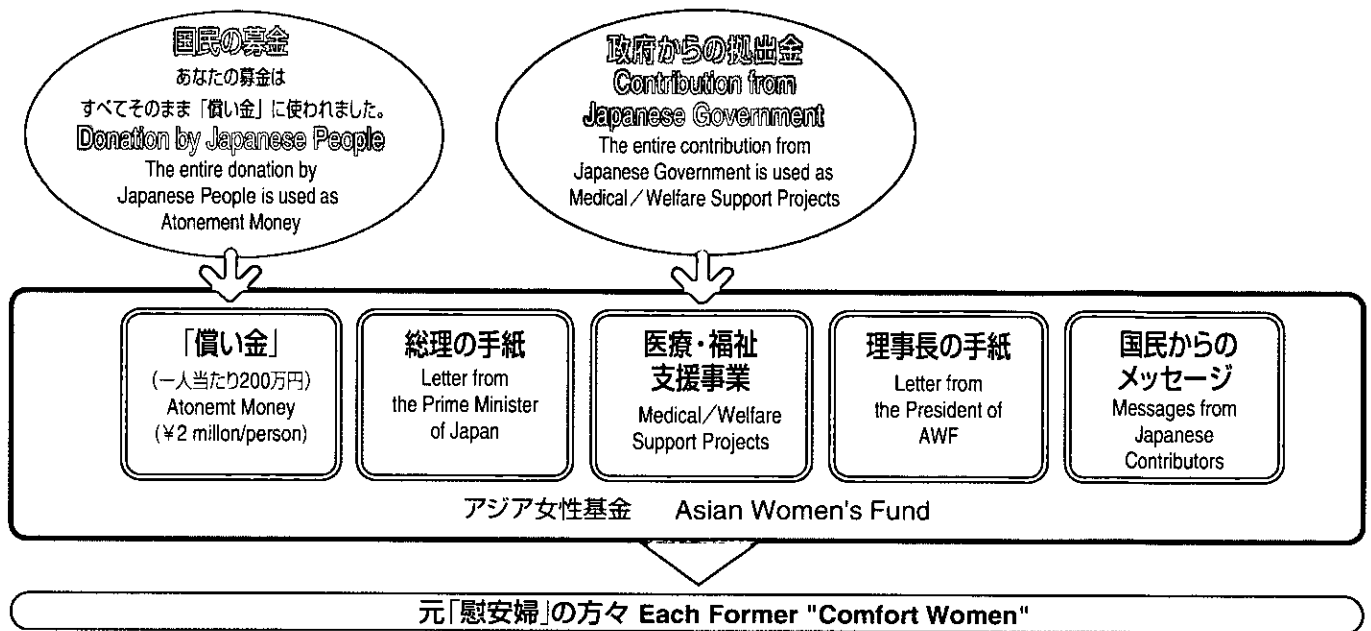 国民の募金
あなたの募金は
すべてそのまま「償い金」に使われました。
Donation by Japanese People
The entire donation by
Japanese People is used as
Atonement Money
政府からの拠出金
Contribution from
Japanese Government
The entire contribution from
Japanese Government is used as
Medical／Welfare Support Projects
「償い金」
（一人当たり200万円）
Atonemt Money
(￥2 millon/person)
総理の手紙
Letter from
the Prime Minister
of Japan
医療・福祉
支援事業
Medical／Welfare
Support Projects
理事長の手紙
Letter from
the President of
AWF
国民からの
メッセージ
Messages from
Japanese
Contributors
アジア女性基金 Asian Women's Fund
元「慰安婦」の方々 Each Former "Comfort Women"